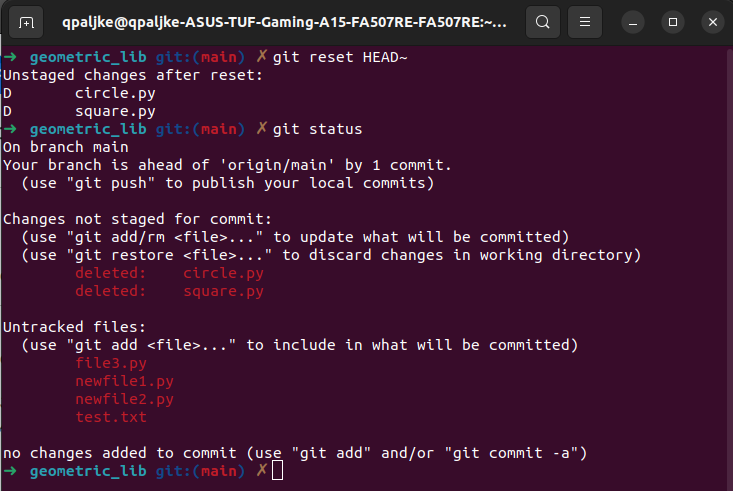 qpaljke@qpaljke-ASUS-TUF-Gaming-A15-FA507RE-FA507RE:~...
➜ geometric_lib git:(main) ✗ git reset HEAD~
Unstaged changes after reset:
D       circle.py
D       square.py
➜ geometric_lib git:(main) ✗ git status
On branch main
Your branch is ahead of 'origin/main' by 1 commit.
  (use "git push" to publish your local commits)

Changes not staged for commit:
  (use "git add/rm <file>..." to update what will be committed)
  (use "git restore <file>..." to discard changes in working directory)
        deleted:    circle.py
        deleted:    square.py

Untracked files:
  (use "git add <file>..." to include in what will be committed)
        file3.py
        newfile1.py
        newfile2.py
        test.txt

no changes added to commit (use "git add" and/or "git commit -a")
➜ geometric_lib git:(main) ✗